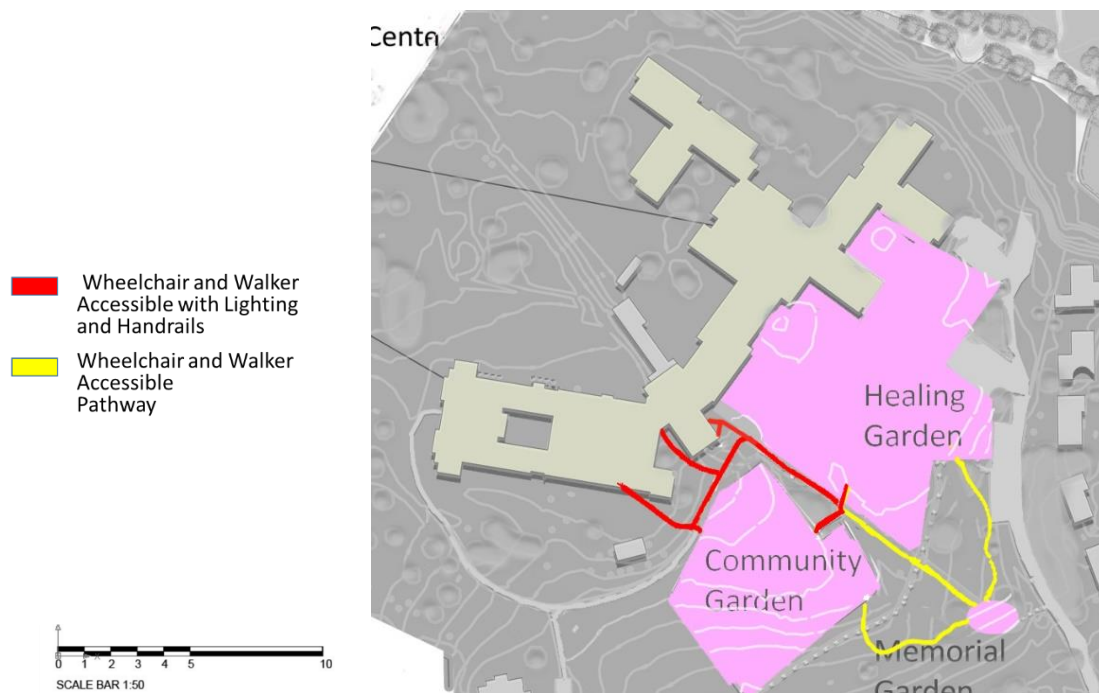 Cent
Wheelchair and Walker
Accessible with Lighting
and Handrails
Wheelchair and Walker
Accessible
Pathway
Healing
Garden
Community
Garden
Memorial
Garden
0 1 2 3 4 5 10
SCALE BAR 1:50